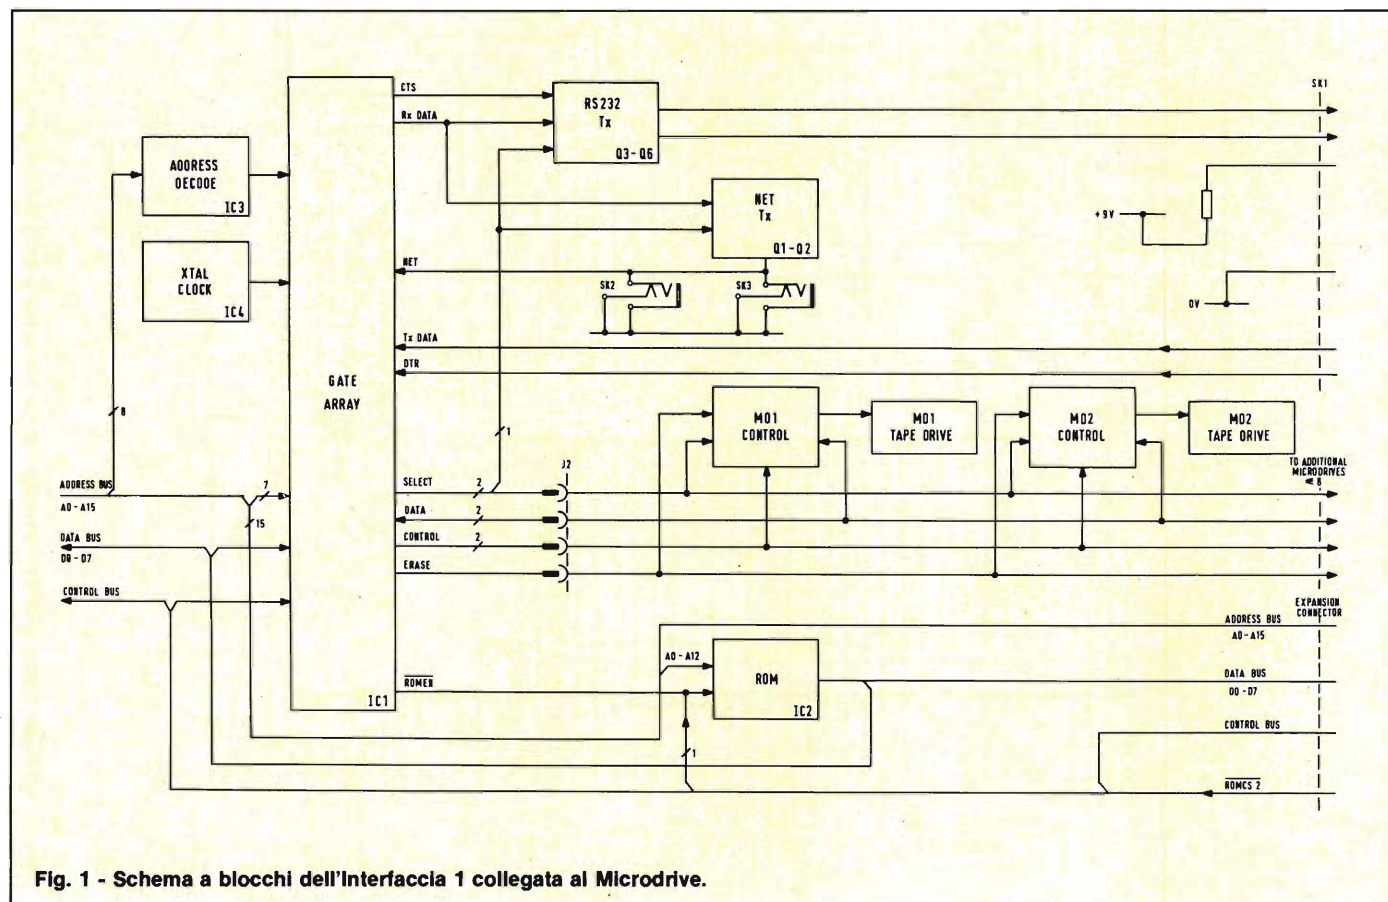 CTS
Rx DATA
RS232
Tx
Q3-Q6
SK1
ADDRESS
DECODE
IC3
NET
Tx
Q1-Q2
+9V
XTAL
CLOCK
IC4
NET
SK2
SK3
0V
Tx DATA
DTR
GATE
ARRAY
8
1
MD1
CONTROL
MD1
TAPE DRIVE
MD2
CONTROL
MD2
TAPE DRIVE
J2
TO ADDITIONAL
MICRODRIVES
ADDRESS BUS
A0-A15
7
15
SELECT
2
DATA
2
DATA BUS
D0-D7
CONTROL
2
ERASE
CONTROL BUS
EXPANSION
CONNECTOR
ADDRESS BUS
A0-A15
A0-A12
ROM
IC2
ROMEN
IC1
DATA BUS
D0-D7
CONTROL BUS
1
ROMCS 2
Fig. 1 - Schema a blocchi dell'Interfaccia 1 collegata al Microdrive.